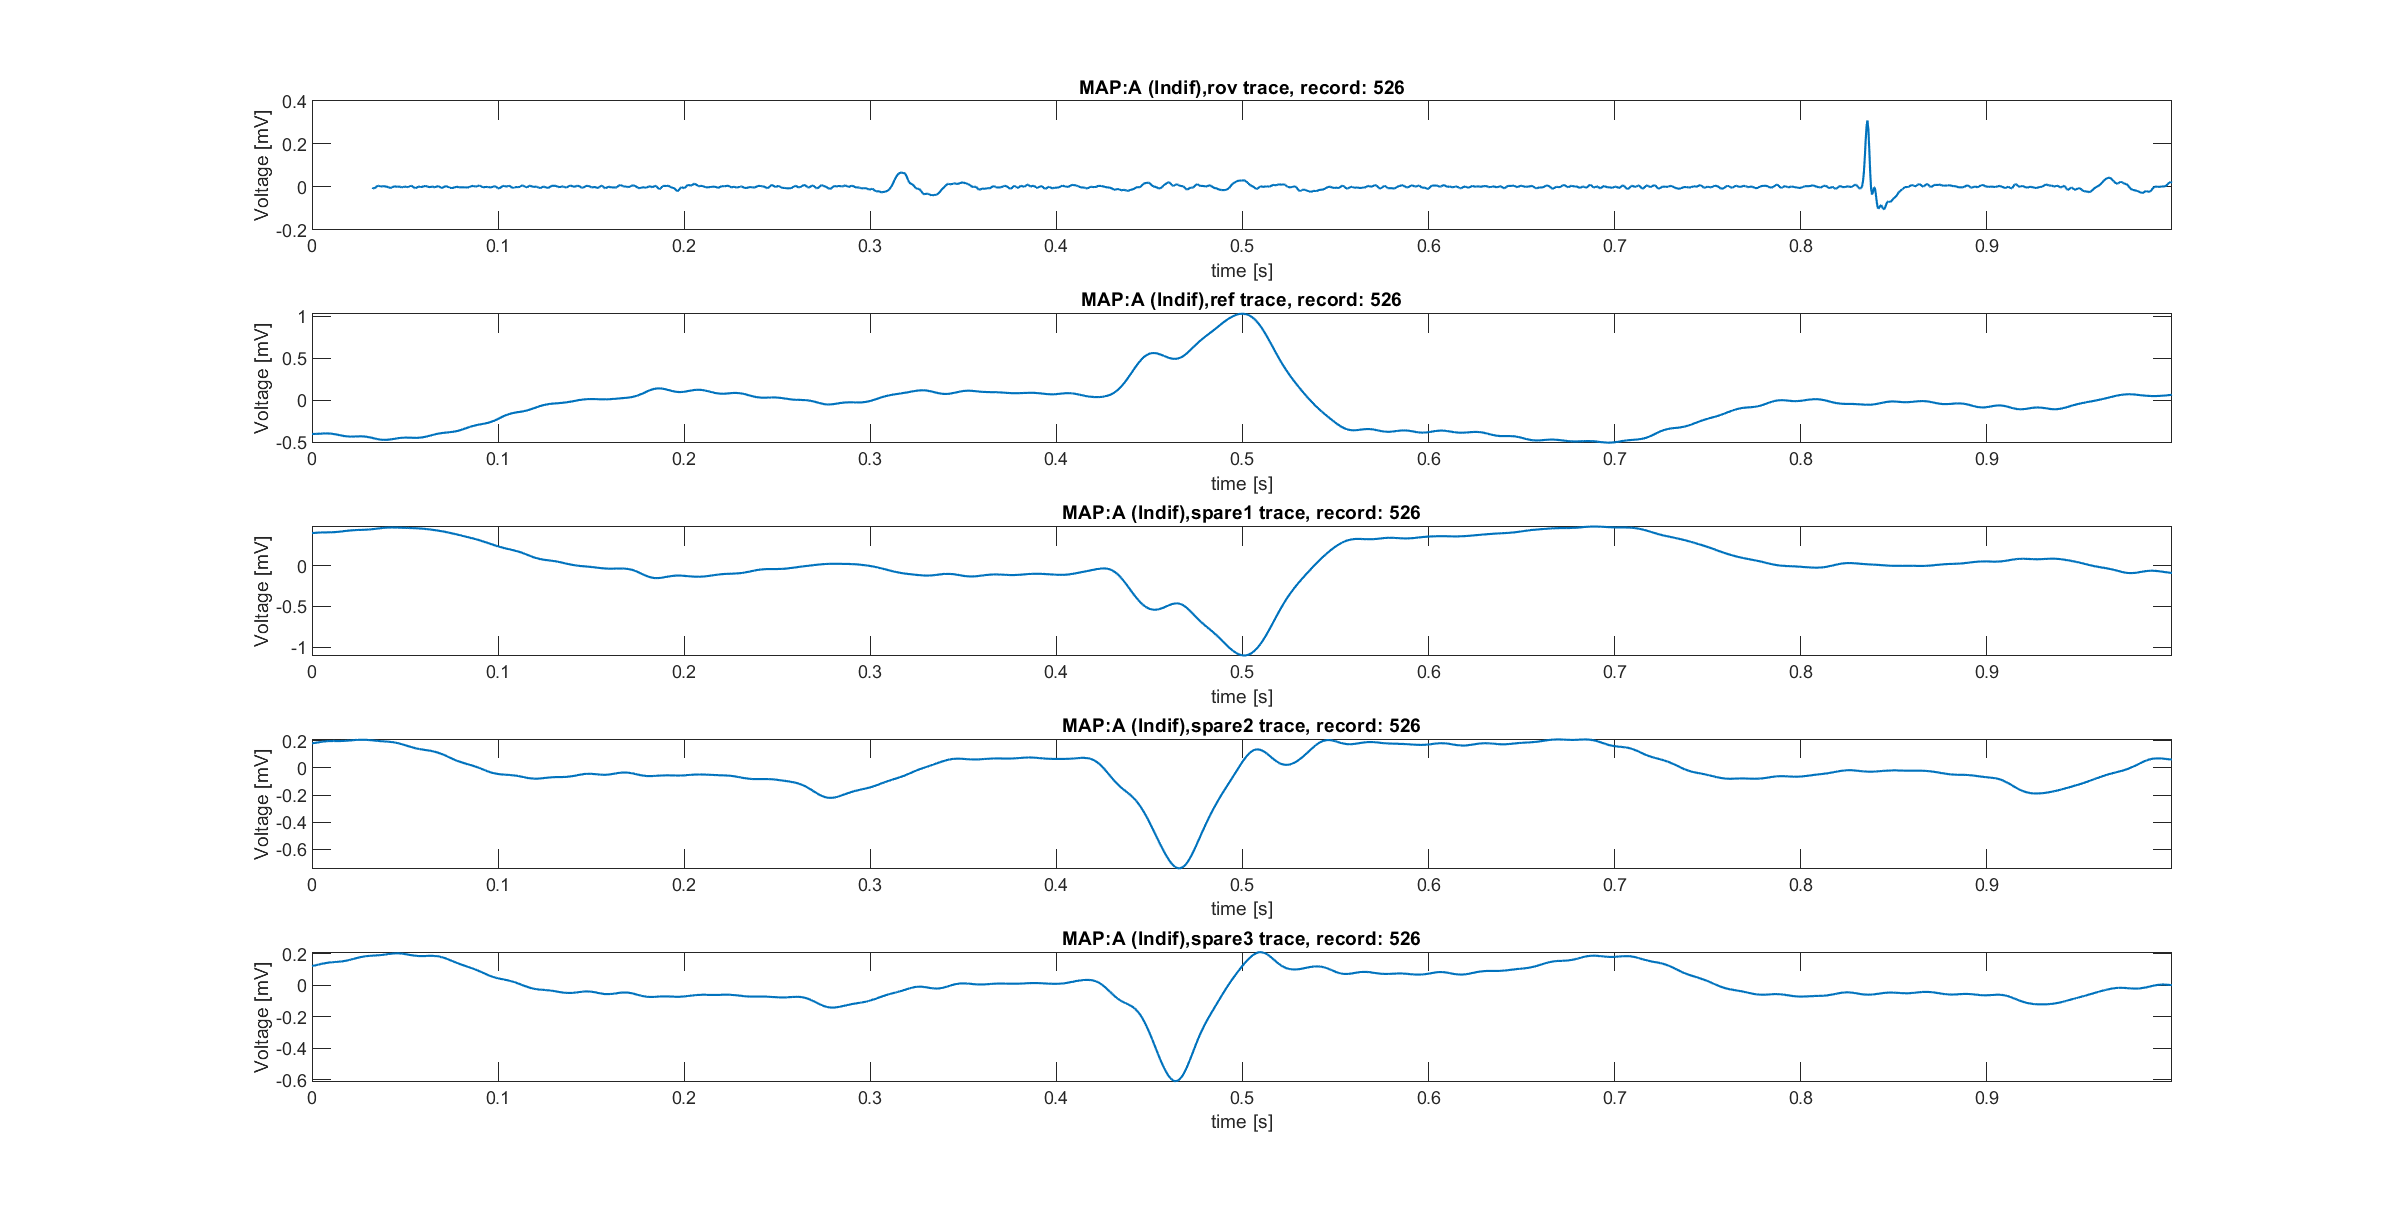 MAP:A (Indif),rov trace, record: 526
Voltage [mV]
0.4
0.2
0
-0.2
0 0.1 0.2 0.3 0.4 0.5 0.6 0.7 0.8 0.9
time [s]
MAP:A (Indif),ref trace, record: 526
Voltage [mV]
1
0.5
0
-0.5
0 0.1 0.2 0.3 0.4 0.5 0.6 0.7 0.8 0.9
time [s]
MAP:A (Indif),spare1 trace, record: 526
Voltage [mV]
0
-0.5
-1
0 0.1 0.2 0.3 0.4 0.5 0.6 0.7 0.8 0.9
time [s]
MAP:A (Indif),spare2 trace, record: 526
Voltage [mV]
0.2
0
-0.2
-0.4
-0.6
0 0.1 0.2 0.3 0.4 0.5 0.6 0.7 0.8 0.9
time [s]
MAP:A (Indif),spare3 trace, record: 526
Voltage [mV]
0.2
0
-0.2
-0.4
-0.6
0 0.1 0.2 0.3 0.4 0.5 0.6 0.7 0.8 0.9
time [s]